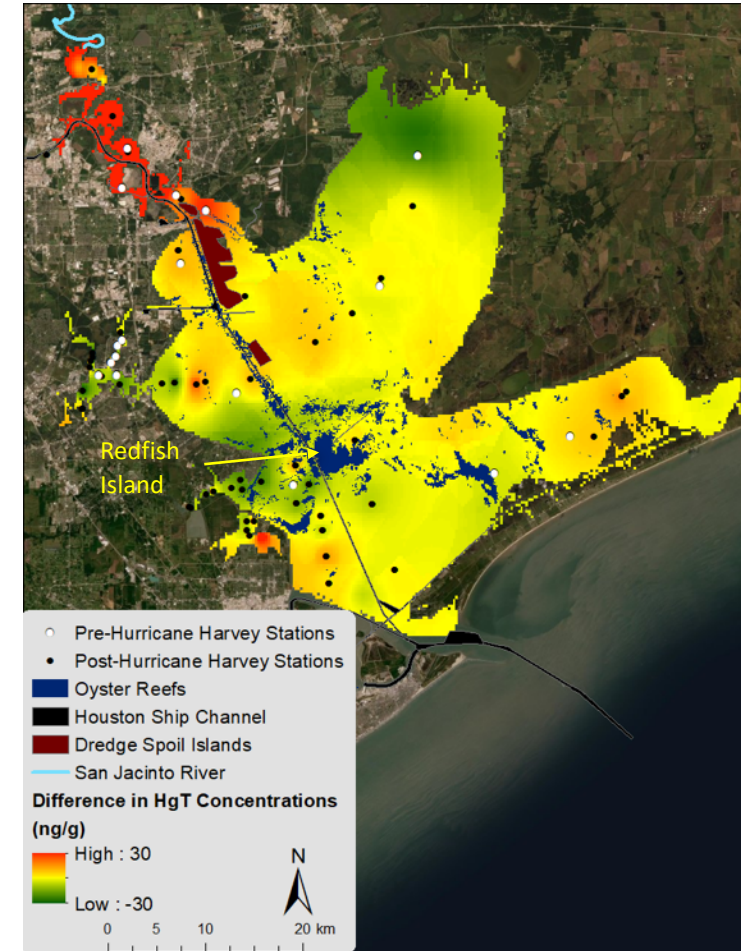 Redfish
Island
Pre-Hurricane Harvey Stations
Post-Hurricane Harvey Stations
Oyster Reefs
Houston Ship Channel
Dredge Spoil Islands
San Jacinto River
Difference in HgT Concentrations
(ng/g)
High : 30
Low : -30
N
0 5 10 20 km